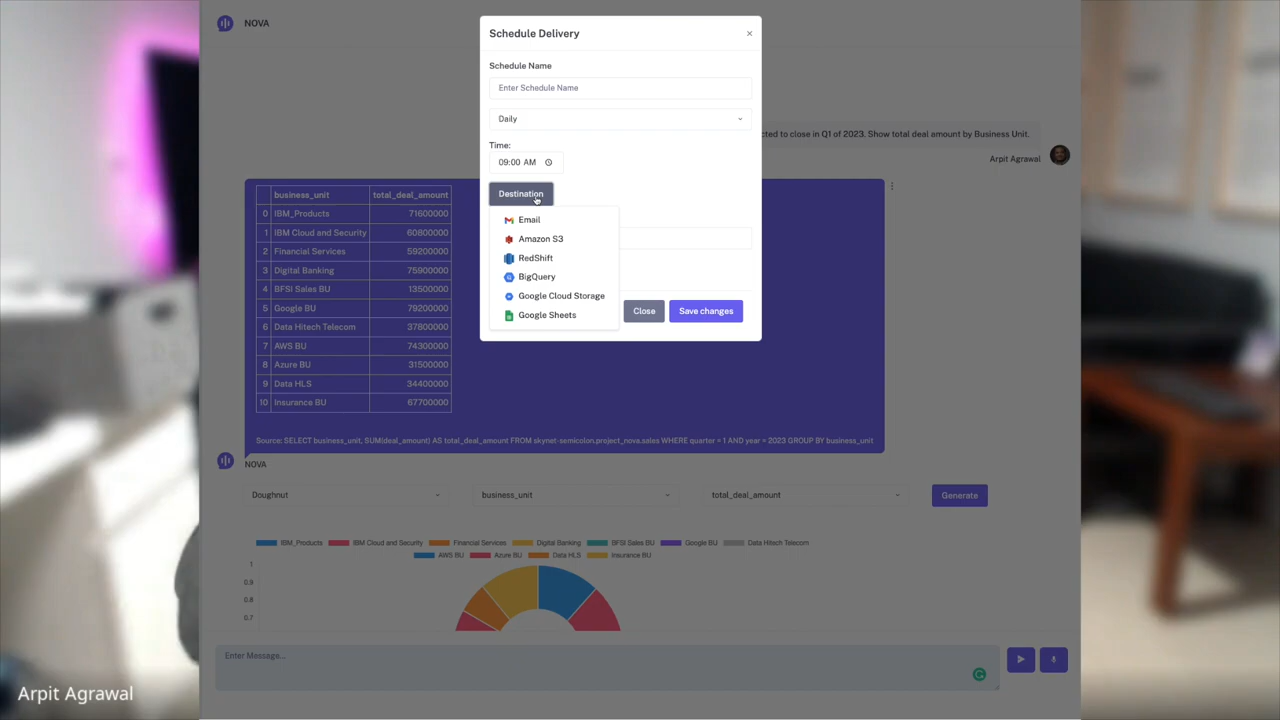 NOVA
Schedule Delivery
×
Schedule Name
Enter Schedule Name
Daily
Time:
09:00 AM
Destination
Email
Amazon S3
RedShift
BigQuery
Google Cloud Storage
Google Sheets
Close
Save changes
cted to close in Q1 of 2023. Show total deal amount by Business Unit.
Arpit Agrawal
business_unit total_deal_amount
0 IBM_Products 71600000
1 IBM Cloud and Security 60800000
2 Financial Services 59200000
3 Digital Banking 75900000
4 BFSI Sales BU 13500000
5 Google BU 79200000
6 Data Hitech Telecom 37800000
7 AWS BU 74300000
8 Azure BU 31500000
9 Data HLS 34400000
10 Insurance BU 67700000
Source: SELECT business_unit, SUM(deal_amount) AS total_deal_amount FROM skynet-semicolon.project_nova.sales WHERE quarter = 1 AND year = 2023 GROUP BY business_unit
NOVA
Doughnut business_unit total_deal_amount Generate
IBM_Products IBM Cloud and Security Financial Services Digital Banking BFSI Sales BU Google BU Data Hitech Telecom
AWS BU Azure BU Data HLS Insurance BU
1
0.9
0.8
0.7
Enter Message...
Arpit Agrawal